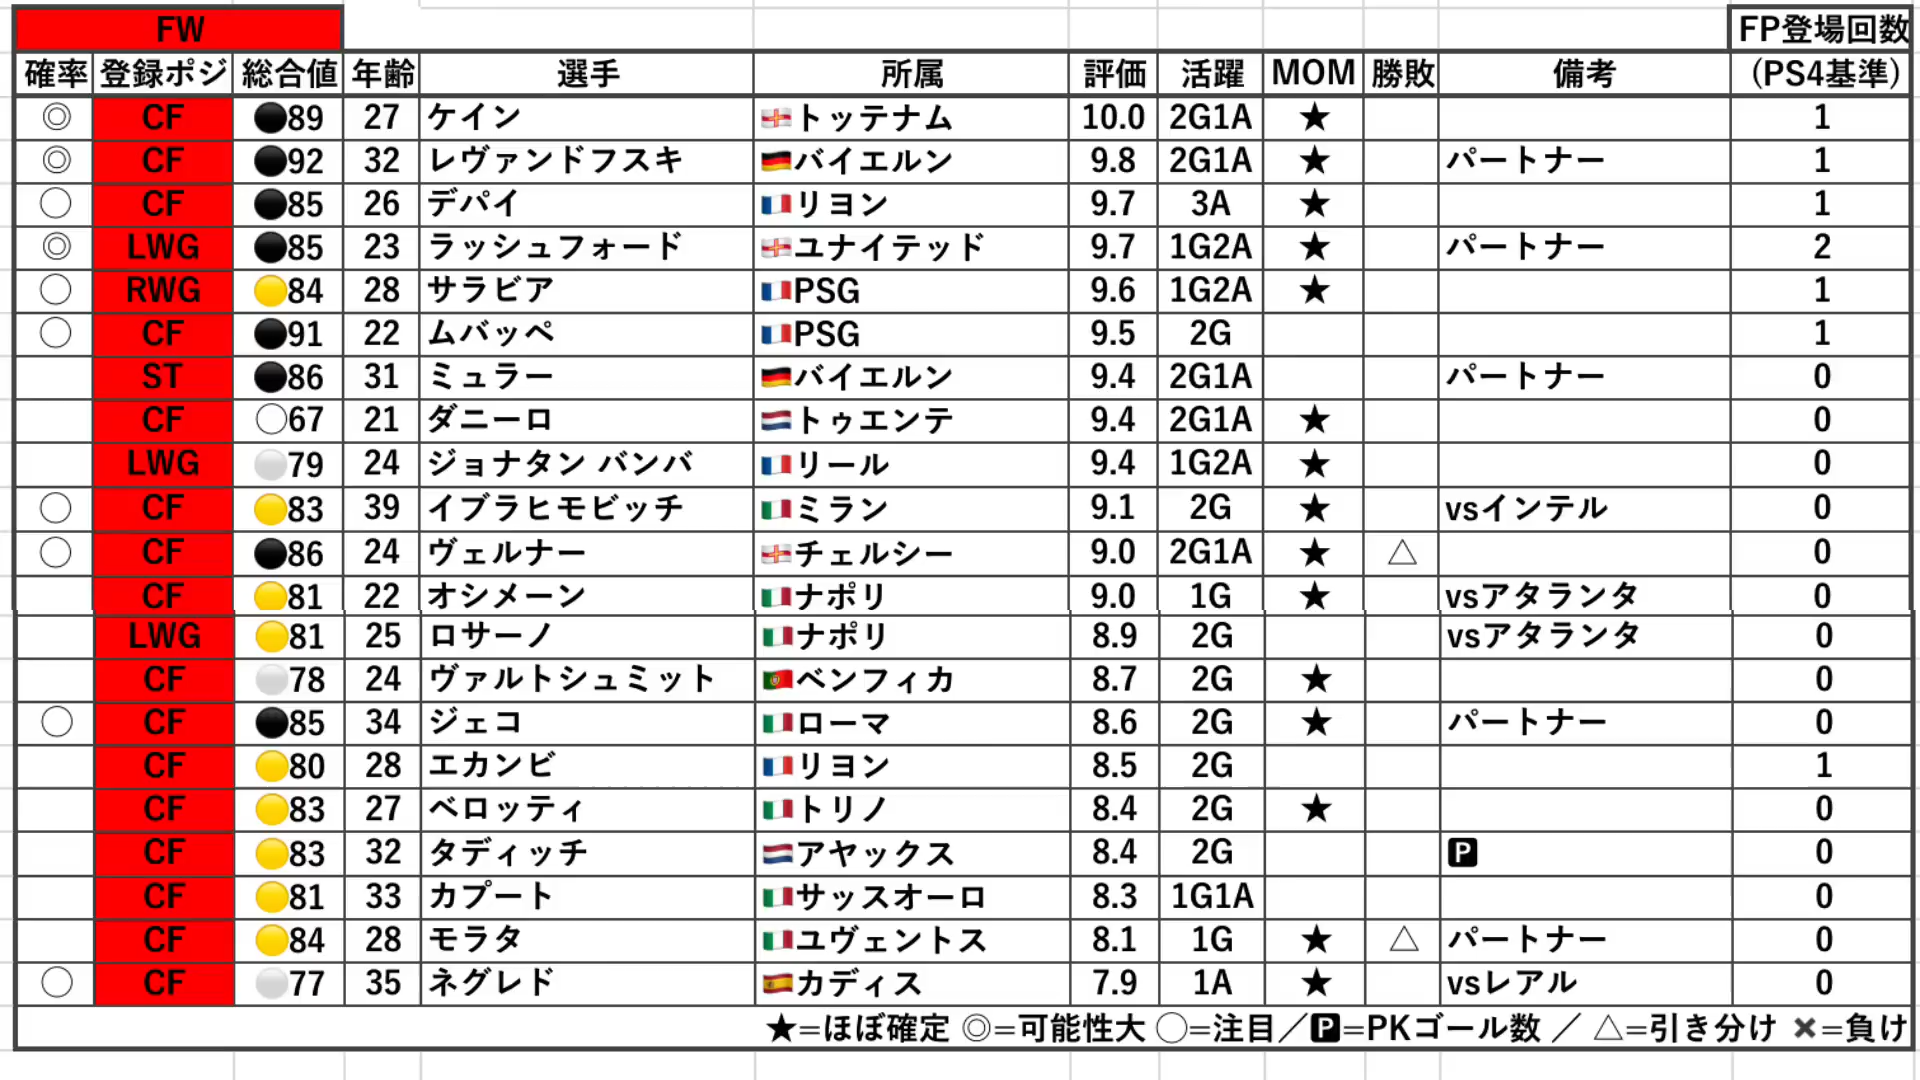 FW FP登場回数
確率 登録ポジ 総合値 年齢 選手 所属 評価 活躍 MOM 勝敗 備考 (PS4基準)
◎ CF ⚫89 27 ケイン 🏴󠁧󠁢󠁥󠁮󠁧󠁿トッテナム 10.0 2G1A ★ 1
◎ CF ⚫92 32 レヴァンドフスキ 🇩🇪バイエルン 9.8 2G1A ★ パートナー 1
○ CF ⚫85 26 デパイ 🇫🇷リヨン 9.7 3A ★ 1
◎ LWG ⚫85 23 ラッシュフォード 🏴󠁧󠁢󠁥󠁮󠁧󠁿ユナイテッド 9.7 1G2A ★ パートナー 2
○ RWG 🟡84 28 サラビア 🇫🇷PSG 9.6 1G2A ★ 1
○ CF ⚫91 22 ムバッペ 🇫🇷PSG 9.5 2G 1
ST ⚫86 31 ミュラー 🇩🇪バイエルン 9.4 2G1A パートナー 0
CF ○67 21 ダニーロ 🇳🇱トゥエンテ 9.4 2G1A ★ 0
LWG ⚪79 24 ジョナタン バンバ 🇫🇷リール 9.4 1G2A ★ 0
○ CF 🟡83 39 イブラヒモビッチ 🇮🇹ミラン 9.1 2G ★ vsインテル 0
○ CF ⚫86 24 ヴェルナー 🏴󠁧󠁢󠁥󠁮󠁧󠁿チェルシー 9.0 2G1A ★ △ 0
CF 🟡81 22 オシメーン 🇮🇹ナポリ 9.0 1G ★ vsアタランタ 0
LWG 🟡81 25 ロサーノ 🇮🇹ナポリ 8.9 2G vsアタランタ 0
CF ⚪78 24 ヴァルトシュミット 🇵🇹ベンフィカ 8.7 2G ★ 0
○ CF ⚫85 34 ジェコ 🇮🇹ローマ 8.6 2G ★ パートナー 0
CF 🟡80 28 エカンビ 🇫🇷リヨン 8.5 2G 1
CF 🟡83 27 ベロッティ 🇮🇹トリノ 8.4 2G ★ 0
CF 🟡83 32 タディッチ 🇳🇱アヤックス 8.4 2G 🅿 0
CF 🟡81 33 カプート 🇮🇹サッスオーロ 8.3 1G1A 0
CF 🟡84 28 モラタ 🇮🇹ユヴェントス 8.1 1G ★ △ パートナー 0
○ CF ⚪77 35 ネグレド 🇪🇸カディス 7.9 1A ★ vsレアル 0
★=ほぼ確定 ◎=可能性大 ○=注目／🅿=PKゴール数 ／ △=引き分け ✖=負け